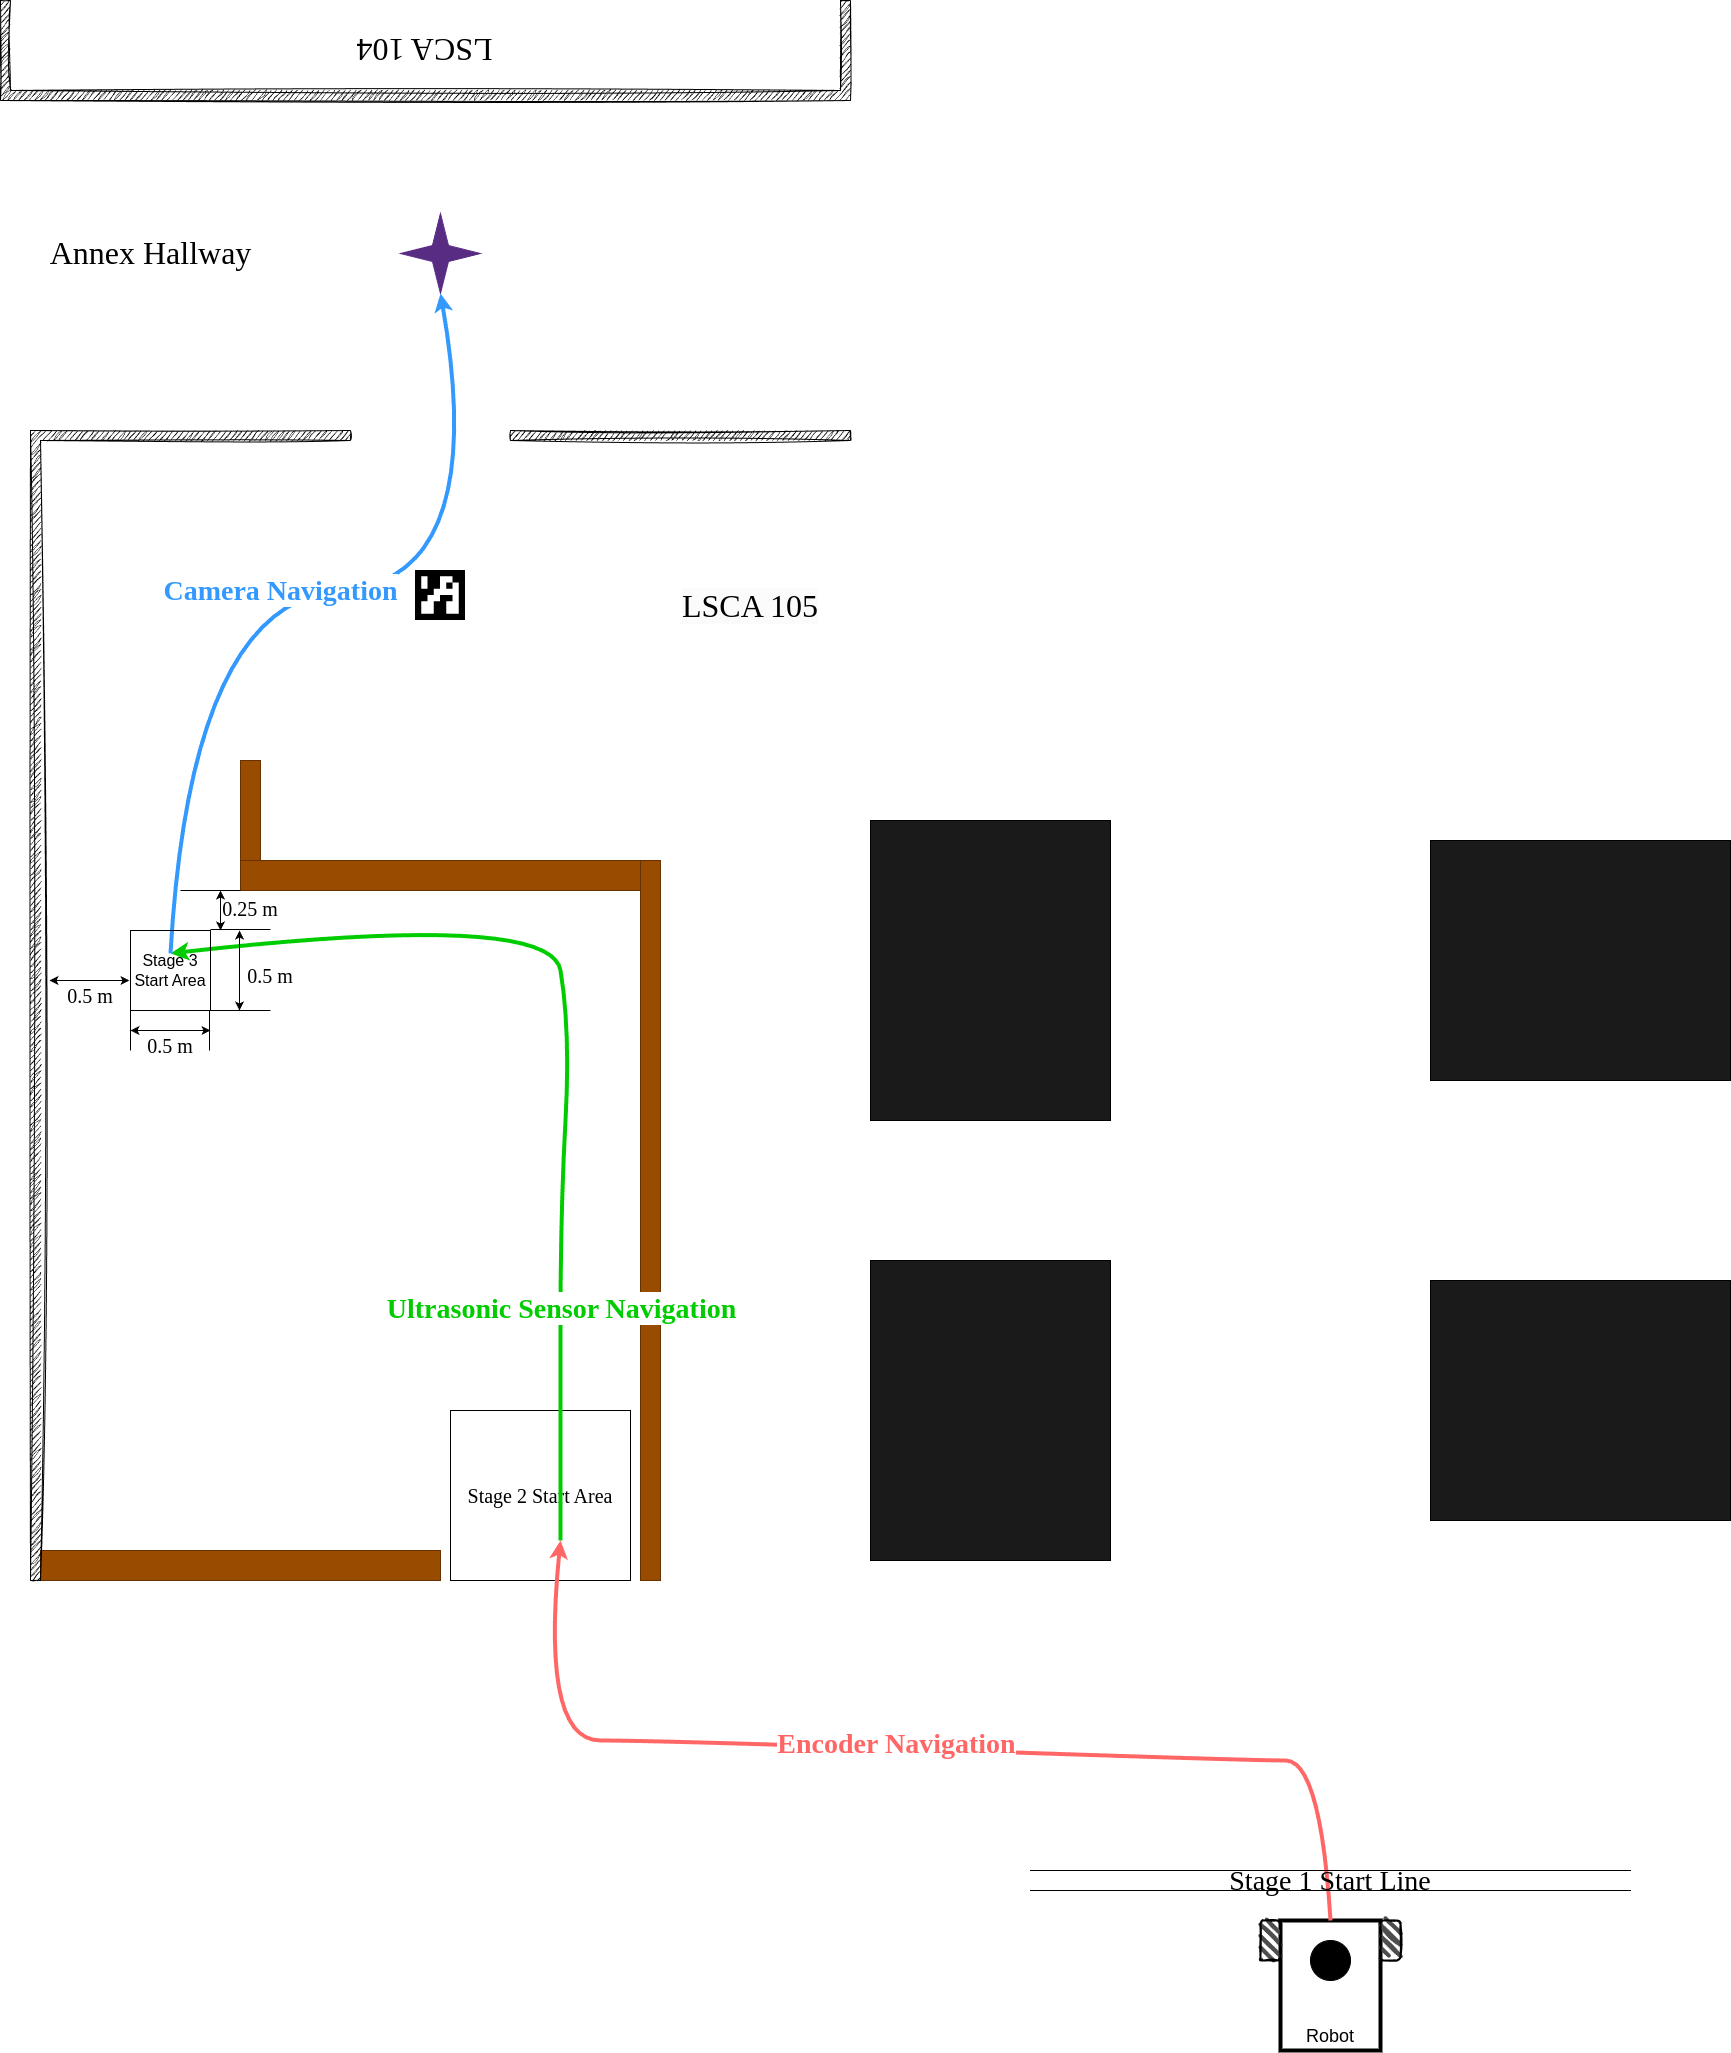 LSCA 104
Annex Hallway
Camera Navigation
LSCA 105
0.25 m
Stage 3
Start Area
0.5 m
0.5 m
0.5 m
Ultrasonic Sensor Navigation
Stage 2 Start Area
Encoder Navigation
Stage 1 Start Line
Robot